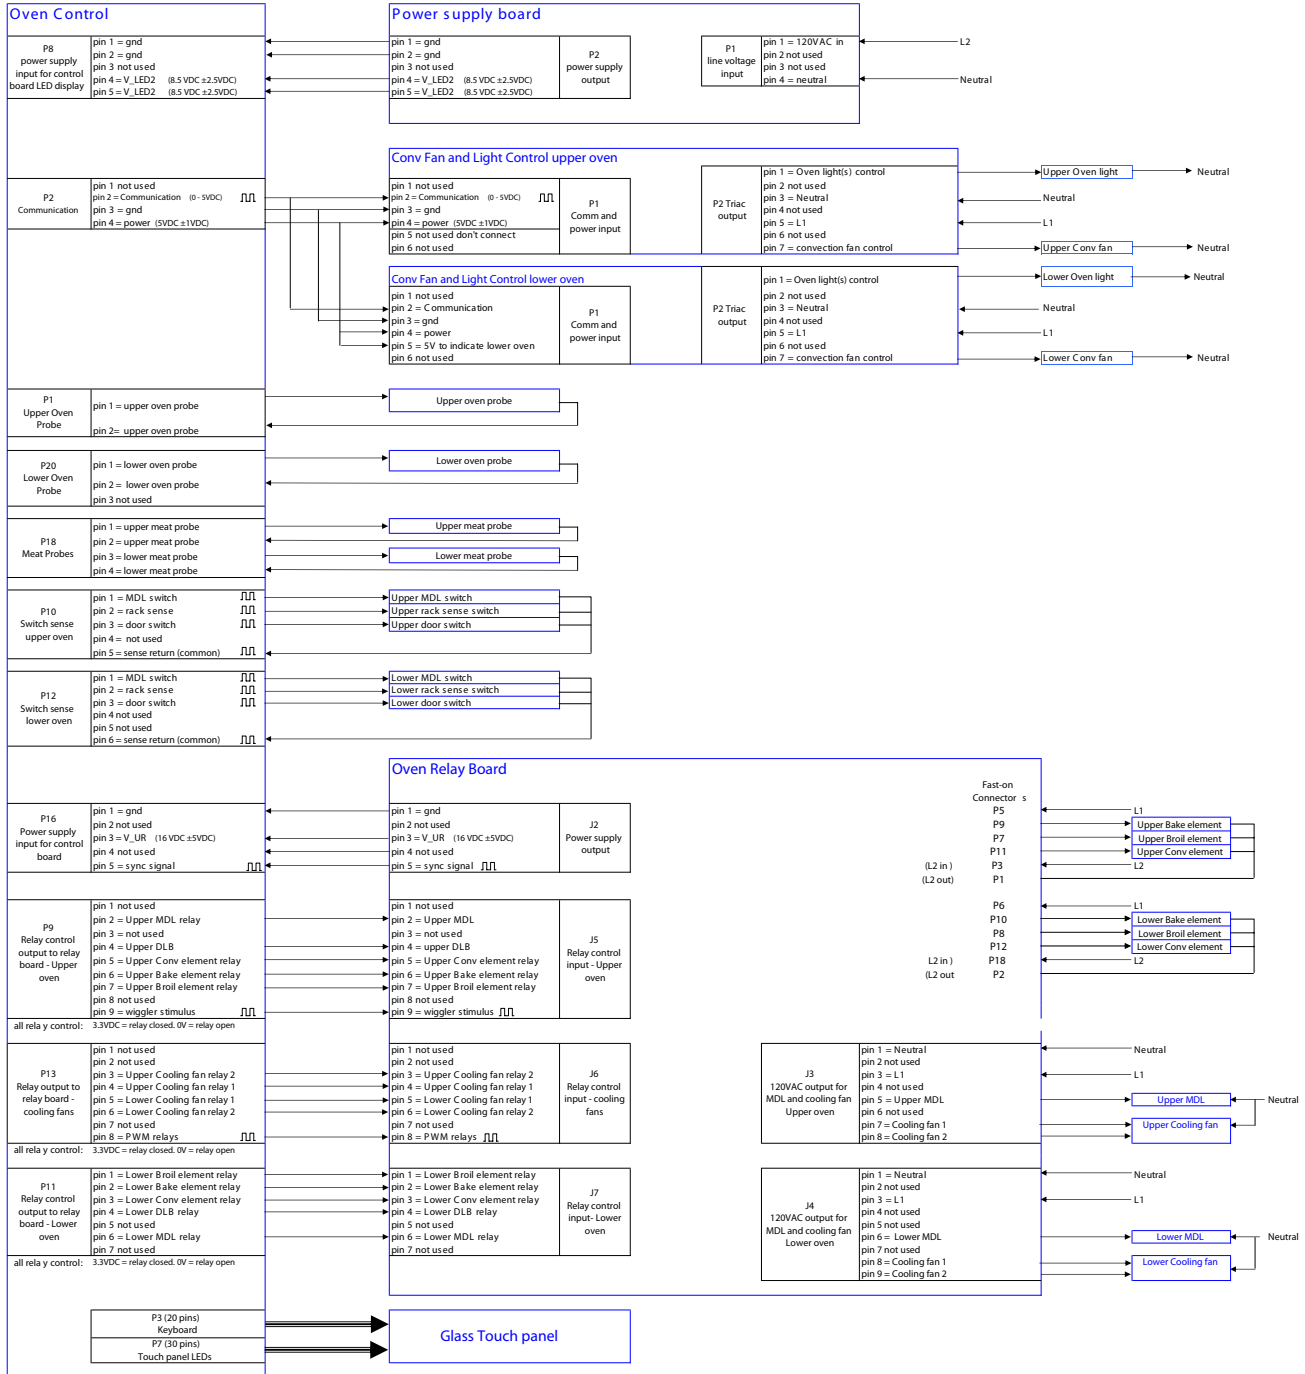 Oven Control
P8
power supply
input for control
board LED display
pin 1 = gnd
pin 2 = gnd
pin 3 not used
pin 4 = V_LED2 (8.5 VDC ±2.5VDC)
pin 5 = V_LED2 (8.5 VDC ±2.5VDC)
Power supply board
pin 1 = gnd
pin 2 = gnd
pin 3 not used
pin 4 = V_LED2 (8.5 VDC ±2.5VDC)
pin 5 = V_LED2 (8.5 VDC ±2.5VDC)
P2
power supply
output
P1
line voltage
input
pin 1 = 120VAC in
pin 2 not used
pin 3 not used
pin 4 = neutral
L2
Neutral
P2
Communication
pin 1 not used
pin 2 = Communication (0 - 5VDC)
pin 3 = gnd
pin 4 = power (5VDC ±1VDC)
Conv Fan and Light Control upper oven
pin 1 not used
pin 2 = Communication (0 - 5VDC)
pin 3 = gnd
pin 4 = power (5VDC ±1VDC)
pin 5 not used don't connect
pin 6 not used
P1
Comm and
power input
P2 Triac
output
pin 1 = Oven light(s) control
pin 2 not used
pin 3 = Neutral
pin 4 not used
pin 5 = L1
pin 6 not used
pin 7 = convection fan control
Upper Oven light
Neutral
Neutral
L1
Upper Conv fan
Neutral
Conv Fan and Light Control lower oven
pin 1 not used
pin 2 = Communication
pin 3 = gnd
pin 4 = power
pin 5 = 5V to indicate lower oven
pin 6 not used
P1
Comm and
power input
P2 Triac
output
pin 1 = Oven light(s) control
pin 2 not used
pin 3 = Neutral
pin 4 not used
pin 5 = L1
pin 6 not used
pin 7 = convection fan control
Lower Oven light
Neutral
Neutral
L1
Lower Conv fan
Neutral
P1
Upper Oven
Probe
pin 1 = upper oven probe
pin 2= upper oven probe
Upper oven probe
P20
Lower Oven
Probe
pin 1 = lower oven probe
pin 2 = lower oven probe
pin 3 not used
Lower oven probe
P18
Meat Probes
pin 1 = upper meat probe
pin 2 = upper meat probe
pin 3 = lower meat probe
pin 4 = lower meat probe
Upper meat probe
Lower meat probe
P10
Switch sense
upper oven
pin 1 = MDL switch
pin 2 = rack sense
pin 3 = door switch
pin 4 = not used
pin 5 = sense return (common)
Upper MDL switch
Upper rack sense switch
Upper door switch
P12
Switch sense
lower oven
pin 1 = MDL switch
pin 2 = rack sense
pin 3 = door switch
pin 4 not used
pin 5 not used
pin 6 = sense return (common)
Lower MDL switch
Lower rack sense switch
Lower door switch
Oven Relay Board
P16
Power supply
input for control
board
pin 1 = gnd
pin 2 not used
pin 3 = V_UR (16 VDC ±5VDC)
pin 4 not used
pin 5 = sync signal
pin 1 = gnd
pin 2 not used
pin 3 = V_UR (16 VDC ±5VDC)
pin 4 not used
pin 5 = sync signal
J2
Power supply
output
Fast-on
Connector s
P5
P9
P7
P11
(L2 in ) P3
(L2 out) P1
L1
Upper Bake element
Upper Broil element
Upper Conv element
L2
P6
P10
P8
P12
L2 in ) P18
(L2 out P2
L1
Lower Bake element
Lower Broil element
Lower Conv element
L2
P9
Relay control
output to relay
board - Upper
oven
pin 1 not used
pin 2 = Upper MDL relay
pin 3 = not used
pin 4 = Upper DLB
pin 5 = Upper Conv element relay
pin 6 = Upper Bake element relay
pin 7 = Upper Broil element relay
pin 8 not used
pin 9 = wiggler stimulus
pin 1 not used
pin 2 = Upper MDL
pin 3 = not used
pin 4 = upper DLB
pin 5 = Upper Conv element relay
pin 6 = Upper Bake element relay
pin 7 = Upper Broil element relay
pin 8 not used
pin 9 = wiggler stimulus
J5
Relay control
input - Upper
oven
all rela y control: 3.3VDC = relay closed. 0V = relay open
P13
Relay output to
relay board -
cooling fans
pin 1 not used
pin 2 not used
pin 3 = Upper Cooling fan relay 2
pin 4 = Upper Cooling fan relay 1
pin 5 = Lower Cooling fan relay 1
pin 6 = Lower Cooling fan relay 2
pin 7 not used
pin 8 = PWM relays
pin 1 not used
pin 2 not used
pin 3 = Upper Cooling fan relay 2
pin 4 = Upper Cooling fan relay 1
pin 5 = Lower Cooling fan relay 1
pin 6 = Lower Cooling fan relay 2
pin 7 not used
pin 8 = PWM relays
J6
Relay control
input - cooling
fans
J3
120VAC output for
MDL and cooling fan
Upper oven
pin 1 = Neutral
pin 2 not used
pin 3 = L1
pin 4 not used
pin 5 = Upper MDL
pin 6 not used
pin 7 = Cooling fan 1
pin 8 = Cooling fan 2
Neutral
L1
Upper MDL
Neutral
Upper Cooling fan
all rela y control: 3.3VDC = relay closed. 0V = relay open
P11
Relay control
output to relay
board - Lower
oven
pin 1 = Lower Broil element relay
pin 2 = Lower Bake element relay
pin 3 = Lower Conv element relay
pin 4 = Lower DLB relay
pin 5 not used
pin 6 = Lower MDL relay
pin 7 not used
pin 1 = Lower Broil element relay
pin 2 = Lower Bake element relay
pin 3 = Lower Conv element relay
pin 4 = Lower DLB relay
pin 5 not used
pin 6 = Lower MDL relay
pin 7 not used
J7
Relay control
input- Lower
oven
J4
120VAC output for
MDL and cooling fan
Lower oven
pin 1 = Neutral
pin 2 not used
pin 3 = L1
pin 4 not used
pin 5 not used
pin 6 = Lower MDL
pin 7 not used
pin 8 = Cooling fan 1
pin 9 = Cooling fan 2
Neutral
L1
Lower MDL
Neutral
Lower Cooling fan
all rela y control: 3.3VDC = relay closed. 0V = relay open
P3 (20 pins)
Keyboard
P7 (30 pins)
Touch panel LEDs
Glass Touch panel